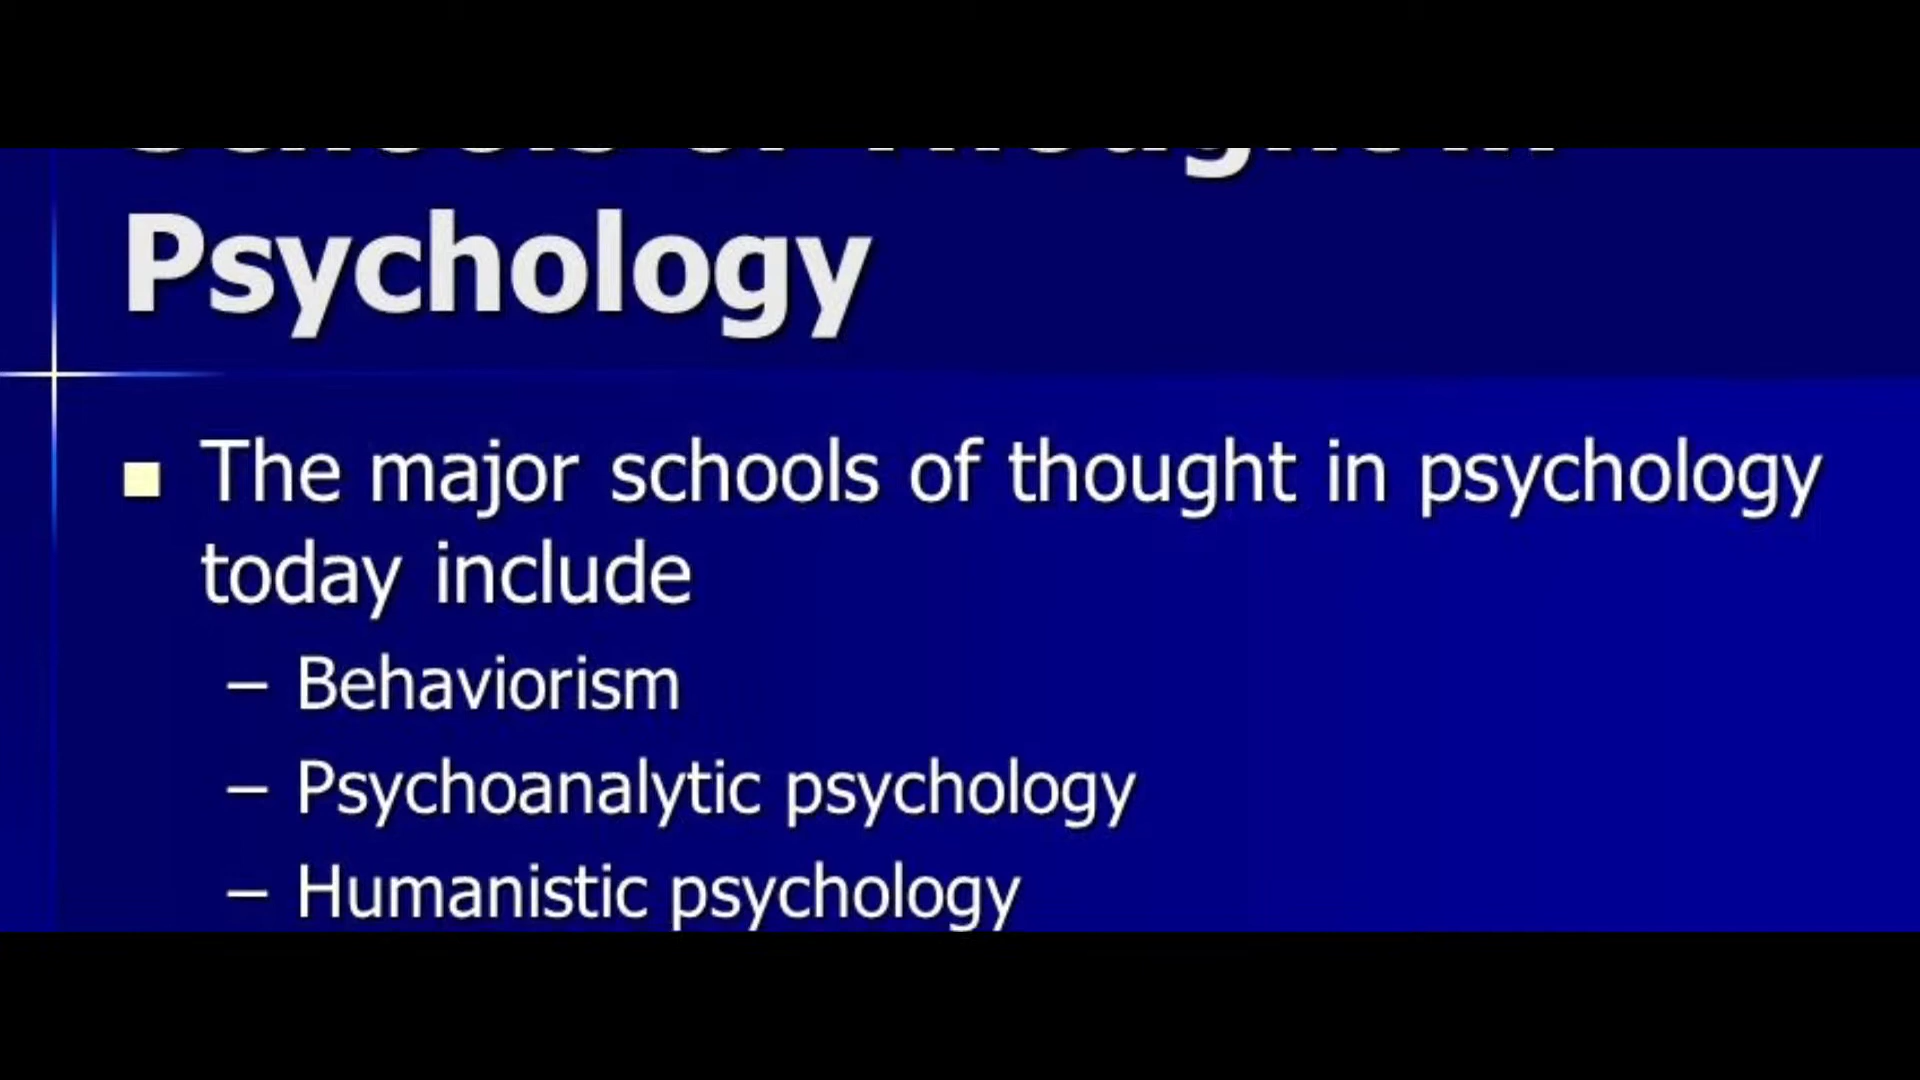 Psychology
■ The major schools of thought in psychology
today include
– Behaviorism
– Psychoanalytic psychology
– Humanistic psychology